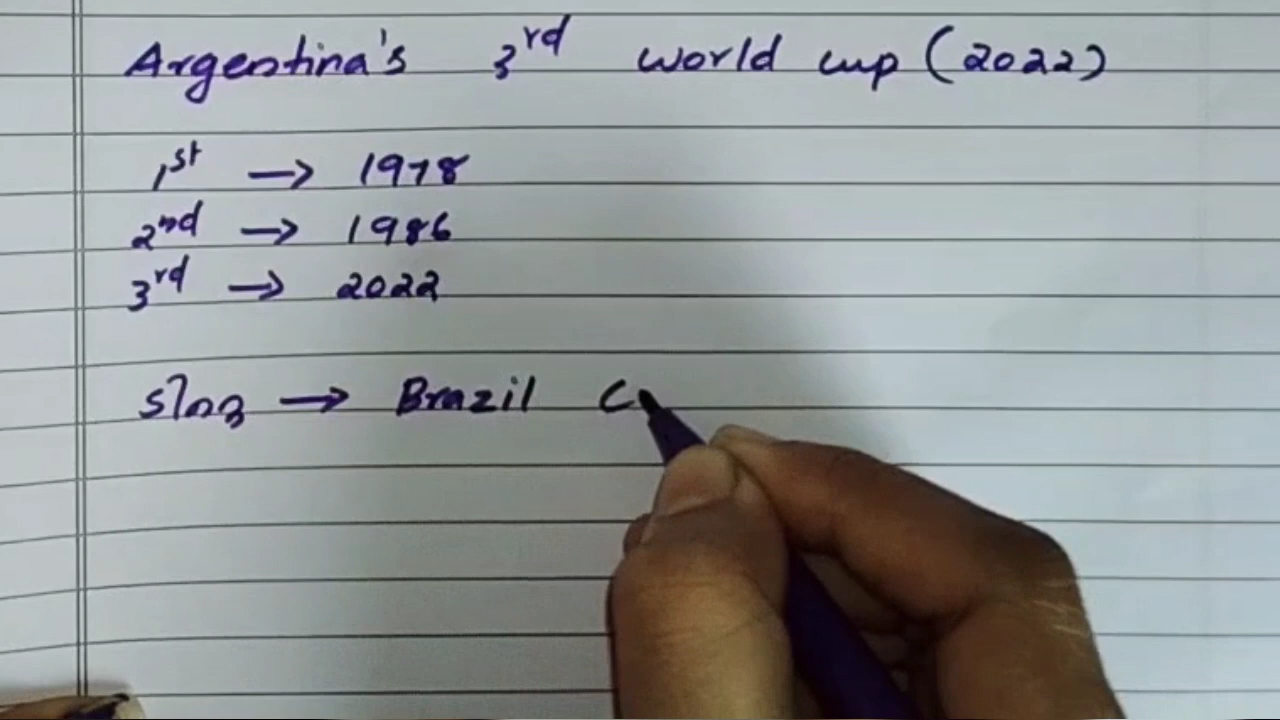 Argentina's 3rd world cup (2022)
1st → 1978
2nd → 1986
3rd → 2022
→ Brazil